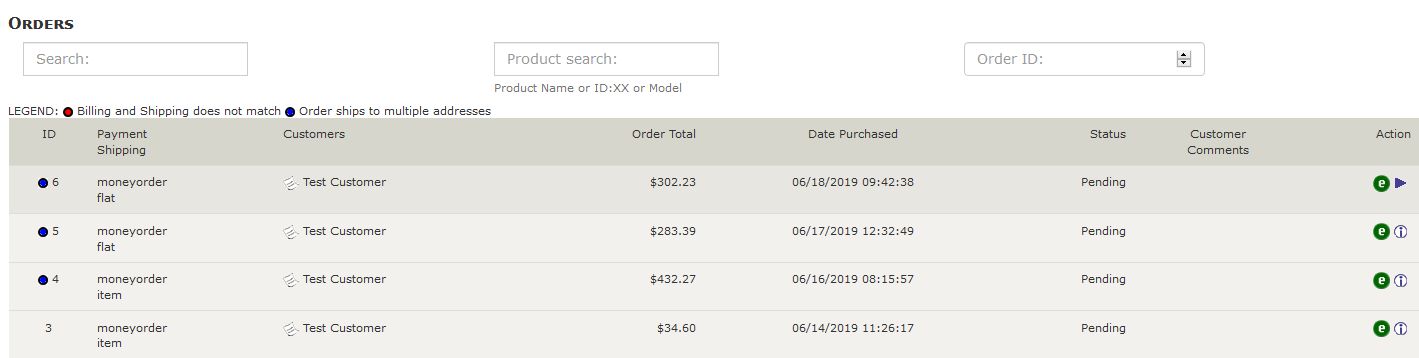 ORDERS
Search: Product search: Order ID:
Product Name or ID:XX or Model
LEGEND: Billing and Shipping does not match Order ships to multiple addresses
ID Payment Customers Order Total Date Purchased Status Customer Action
Shipping Comments
6 moneyorder Test Customer $302.23 06/18/2019 09:42:38 Pending e
flat
5 moneyorder Test Customer $283.39 06/17/2019 12:32:49 Pending e i
flat
4 moneyorder Test Customer $432.27 06/16/2019 08:15:57 Pending e i
item
3 moneyorder Test Customer $34.60 06/14/2019 11:26:17 Pending e i
item